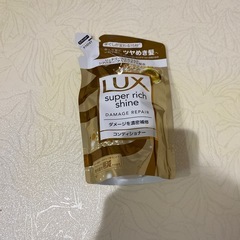 ツヤめき髪
LUX
super rich
shine
DAMAGE REPAIR
ダメージを濃密補修
コンディショナー